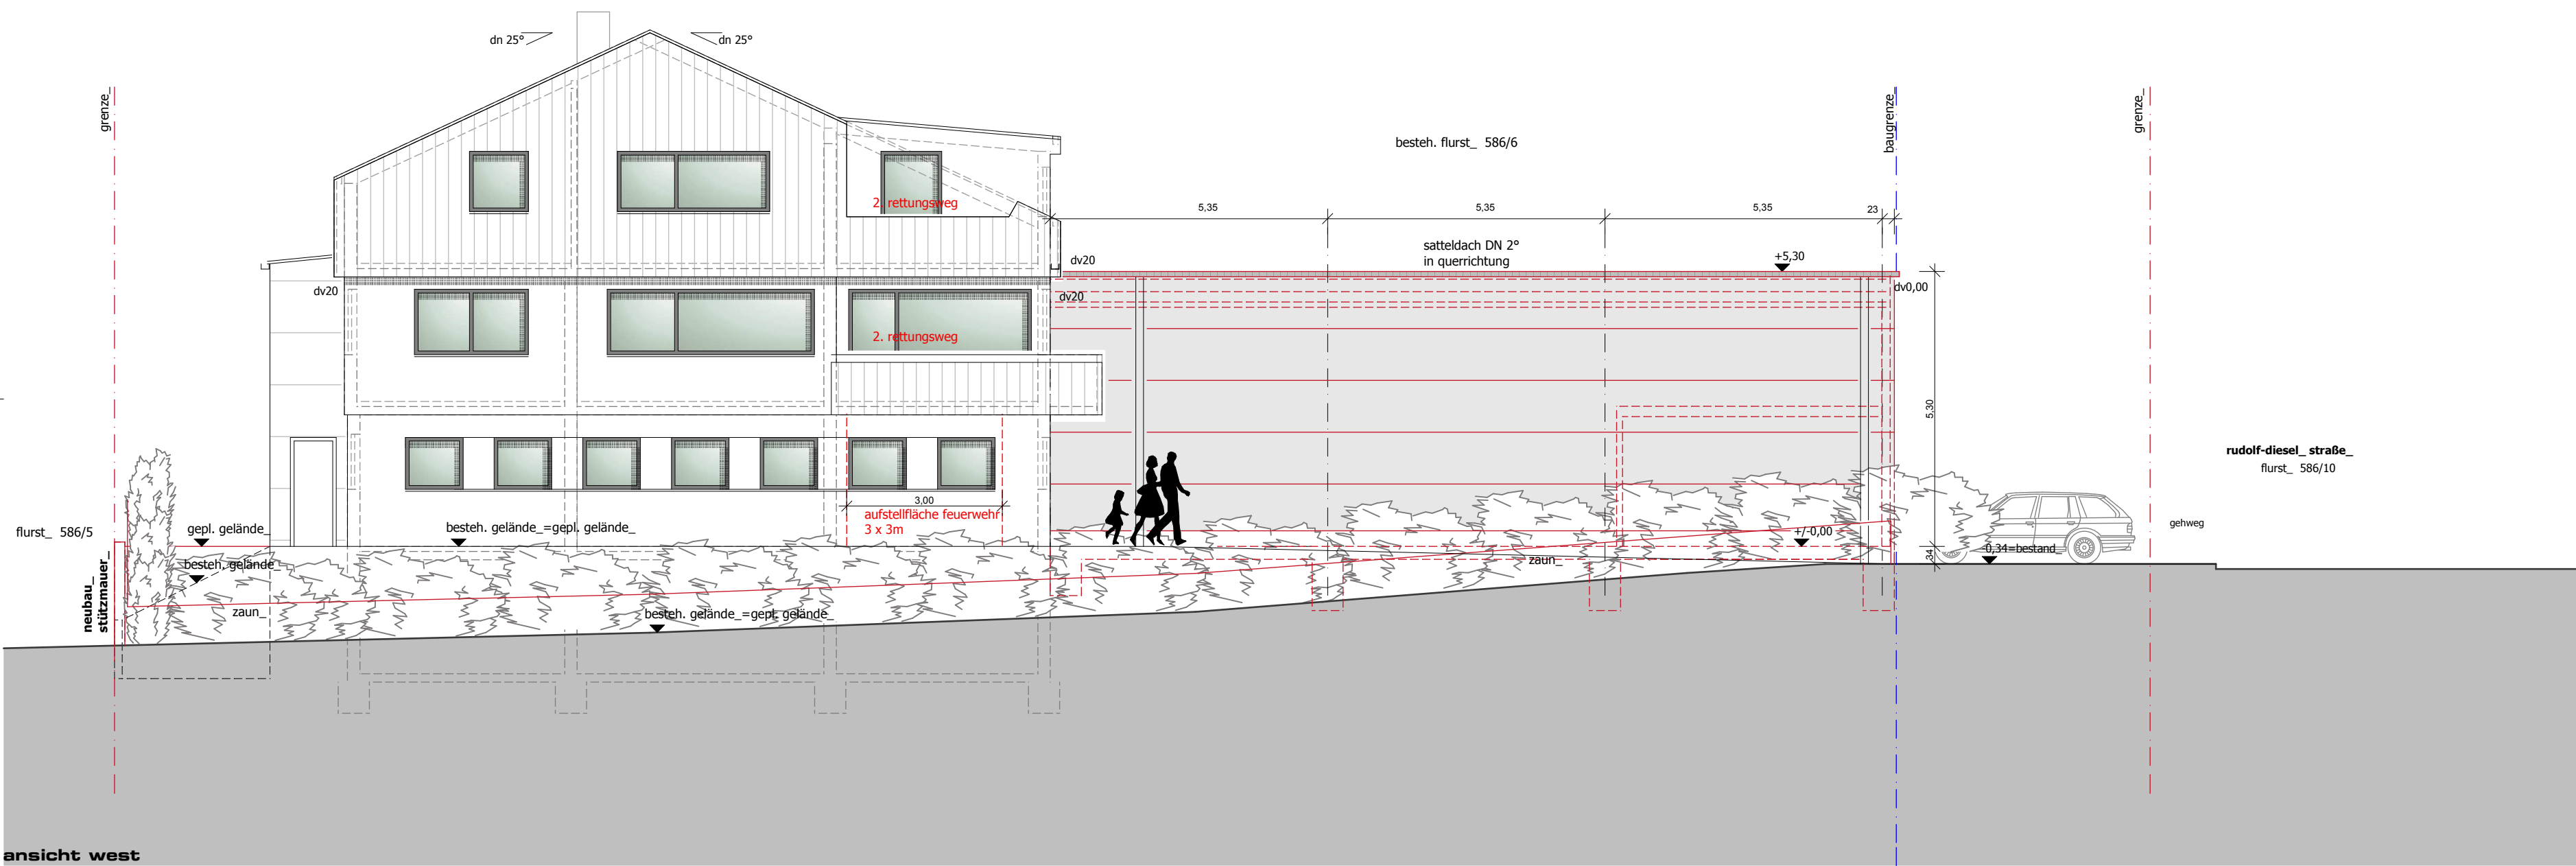 dn 25°
dn 25°
grenze_
baugrenze_
grenze_
besteh. flurst_ 586/6
2. rettungsweg
5,35
5,35
5,35
23
satteldach DN 2°
in querrichtung
+5,30
dv20
dv20
dv20
dv0,00
2. rettungsweg
5,30
rudolf-diesel_ straße_
flurst_ 586/10
3,00
aufstellfläche feuerwehr
3 x 3m
flurst_ 586/5
gepl. gelände_
besteh. gelände_=gepl. gelände_
gehweg
+/-0,00
-0,34=bestand_
34
besteh. gelände_
zaun_
neubau_
stützmauer_
zaun_
besteh. gelände_=gepl. gelände_
ansicht west